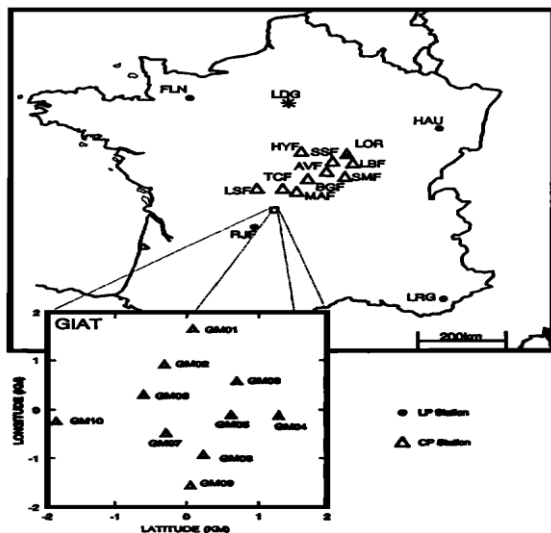 FLN
LDG
HAU
HYF
SSF
LOR
AVF
LBF
TCF
BGF
SMF
LSF
MAF
RJF
LRG
200km
GIAT
GM01
GM02
GM03
GM06
GM10
GM05
GM04
GM07
GM08
GM09
LONGITUDE (KM)
2
1
0
-1
-2
-2
-1
0
1
2
LATITUDE (KM)
LP Station
CP Station